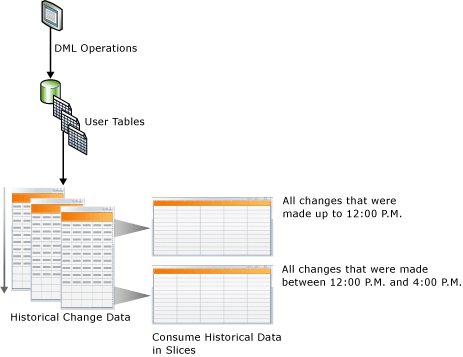 DML Operations
User Tables
All changes that were
made up to 12:00 P.M.
All changes that were made
between 12:00 P.M. and 4:00 P.M.
Historical Change Data
Consume Historical Data
in Slices